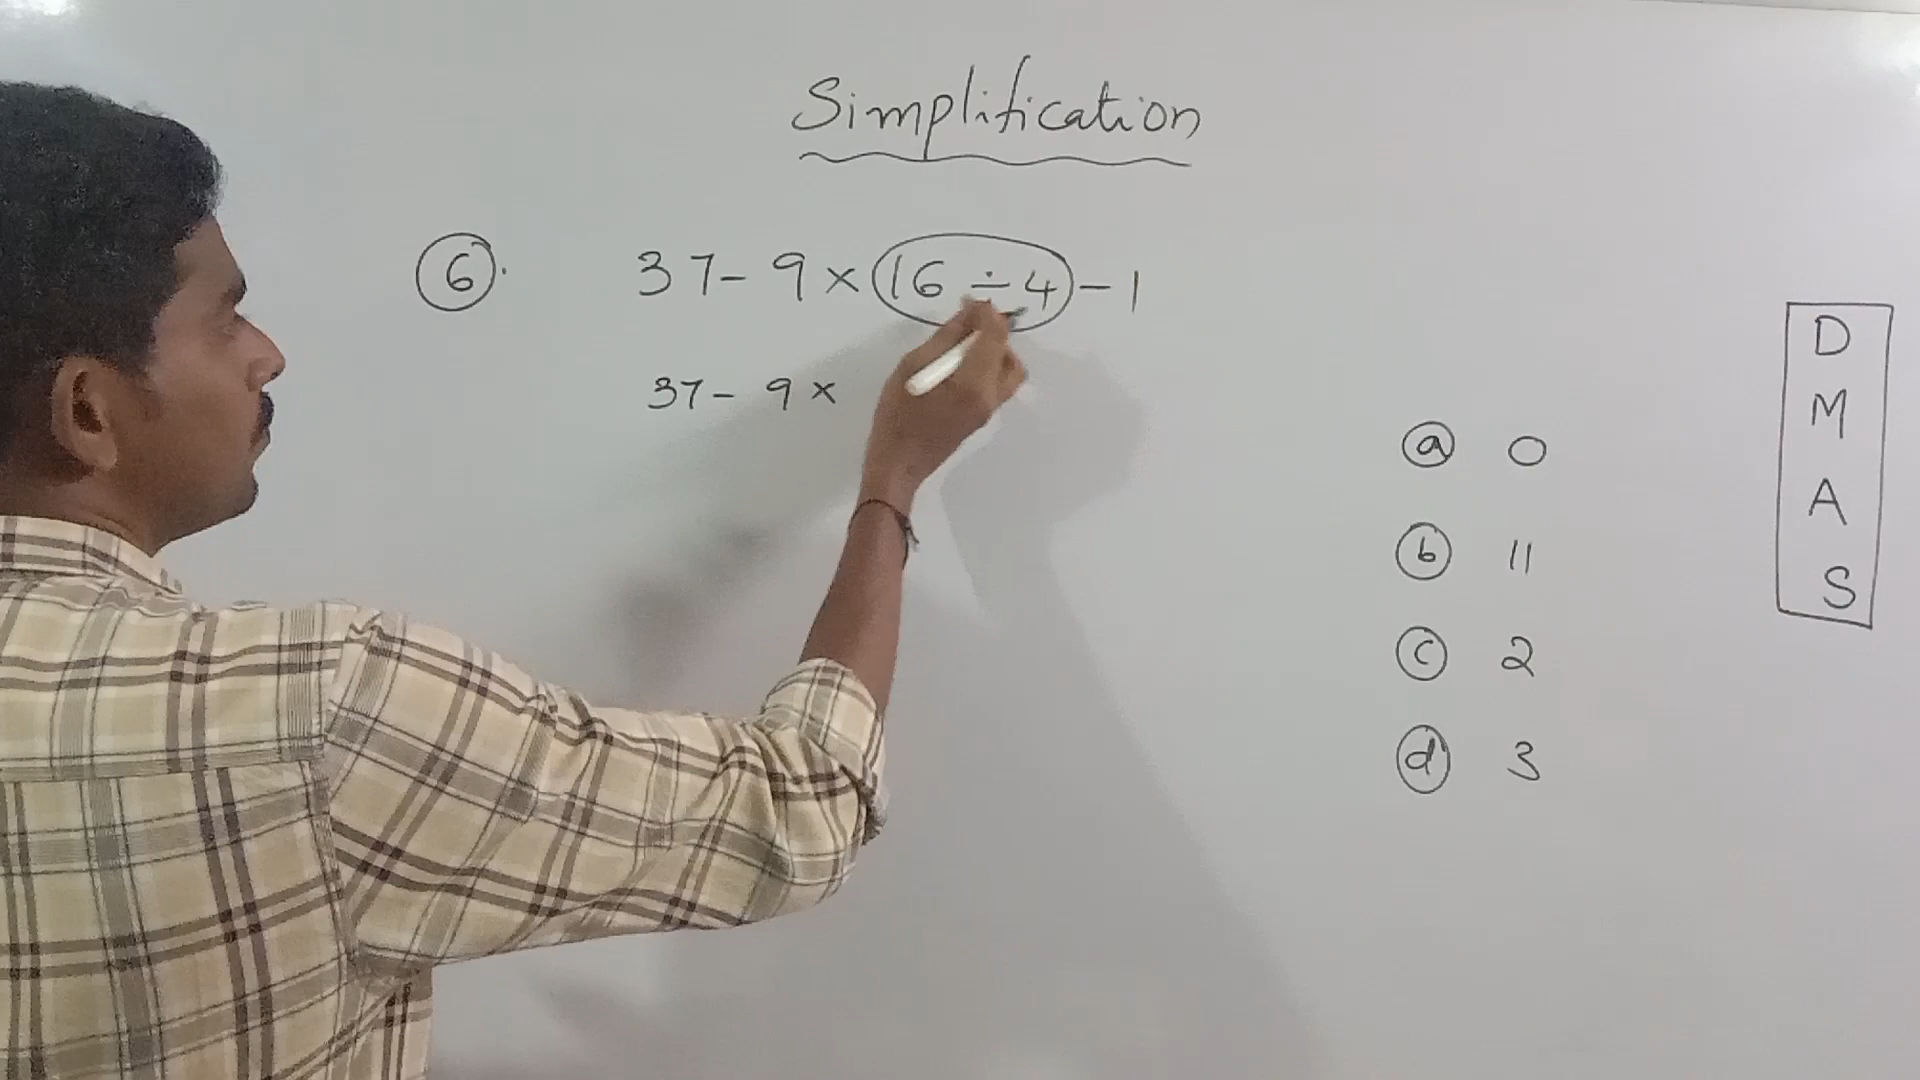 Simplification
6. 37 - 9 × 16 ÷ 4 - 1
37 - 9 ×
a 0
b 11
c 2
d 3
D
M
A
S